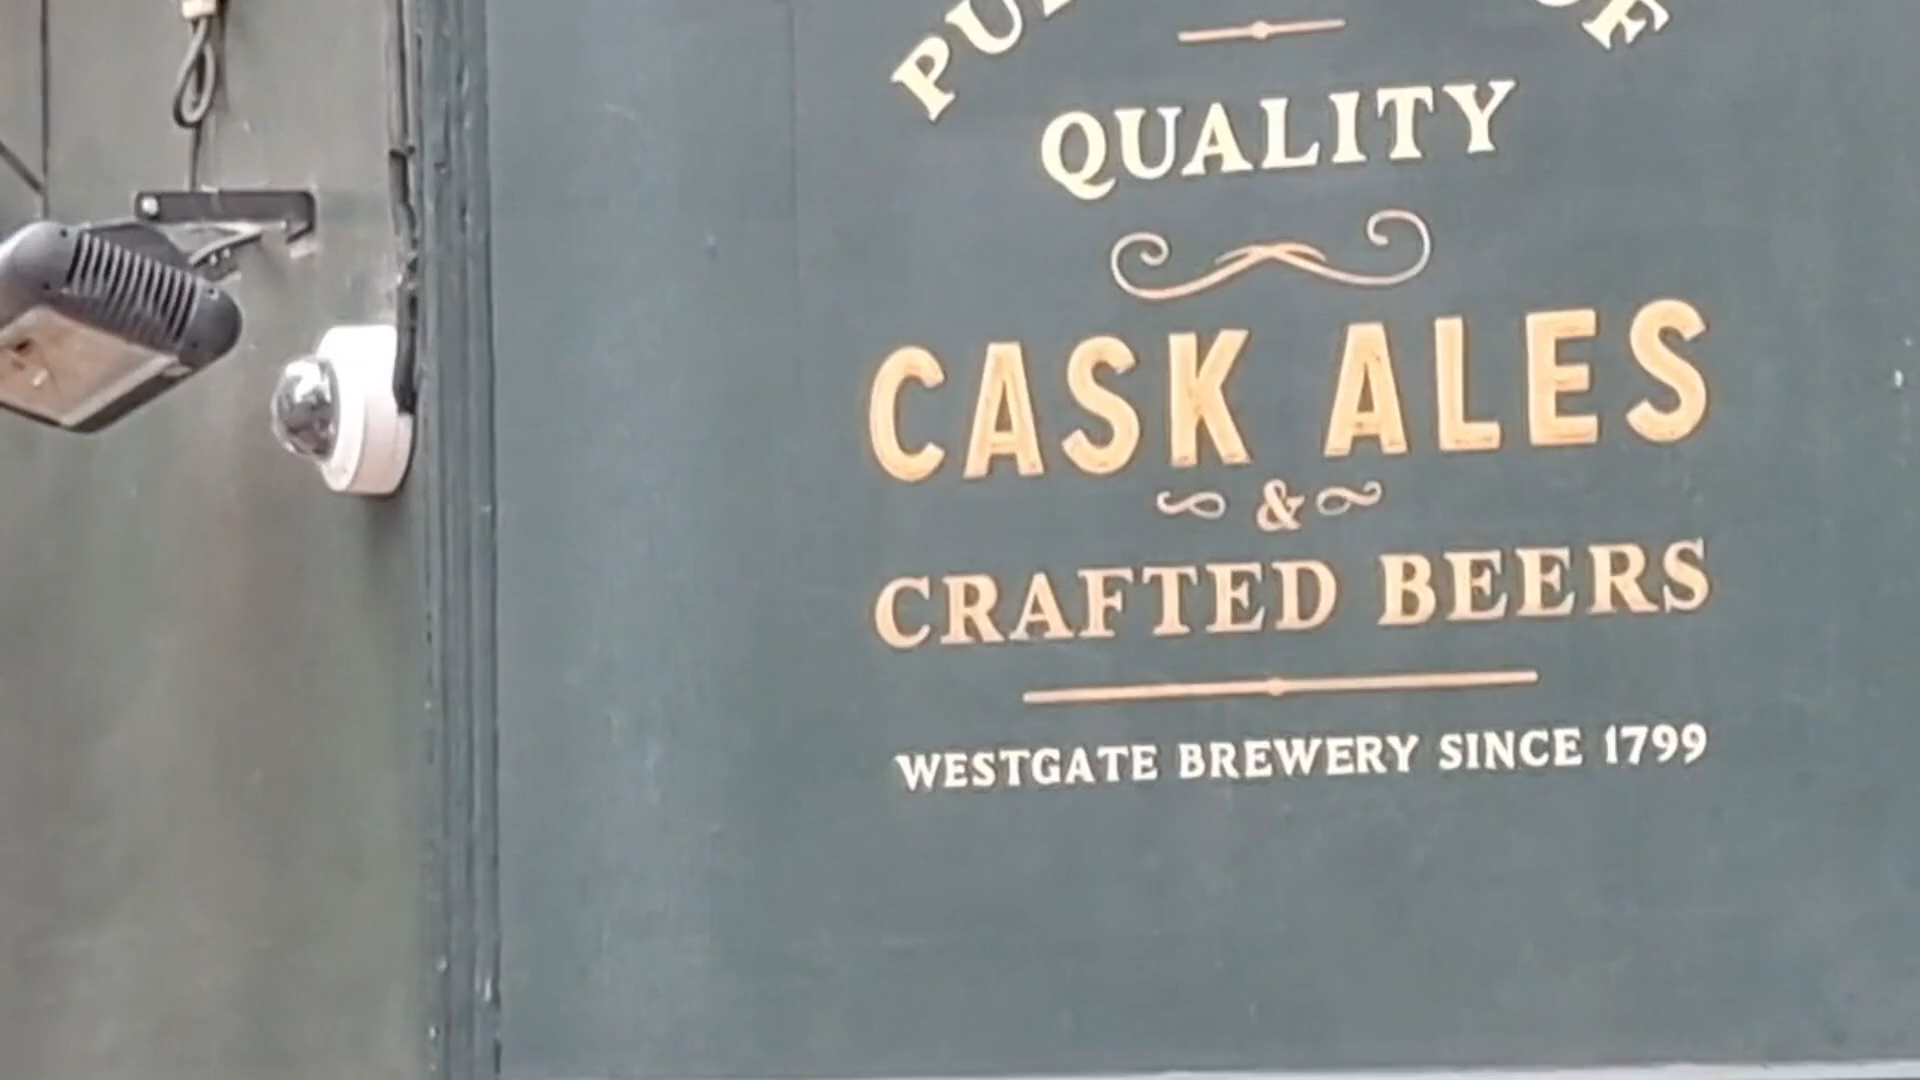 QUALITY
CASK ALES
&
CRAFTED BEERS
WESTGATE BREWERY SINCE 1799